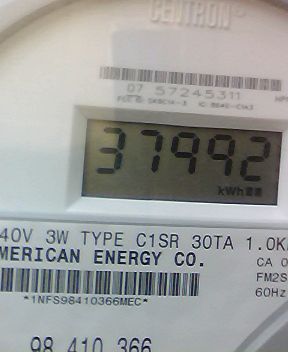 CENTRON®
07 57245311
37992
kWh
40V 3W TYPE C1SR 30TA 1.0K
MERICAN ENERGY CO.
CA 0
FM2S
*1NFS98410366MEC*
60Hz
98 410 366